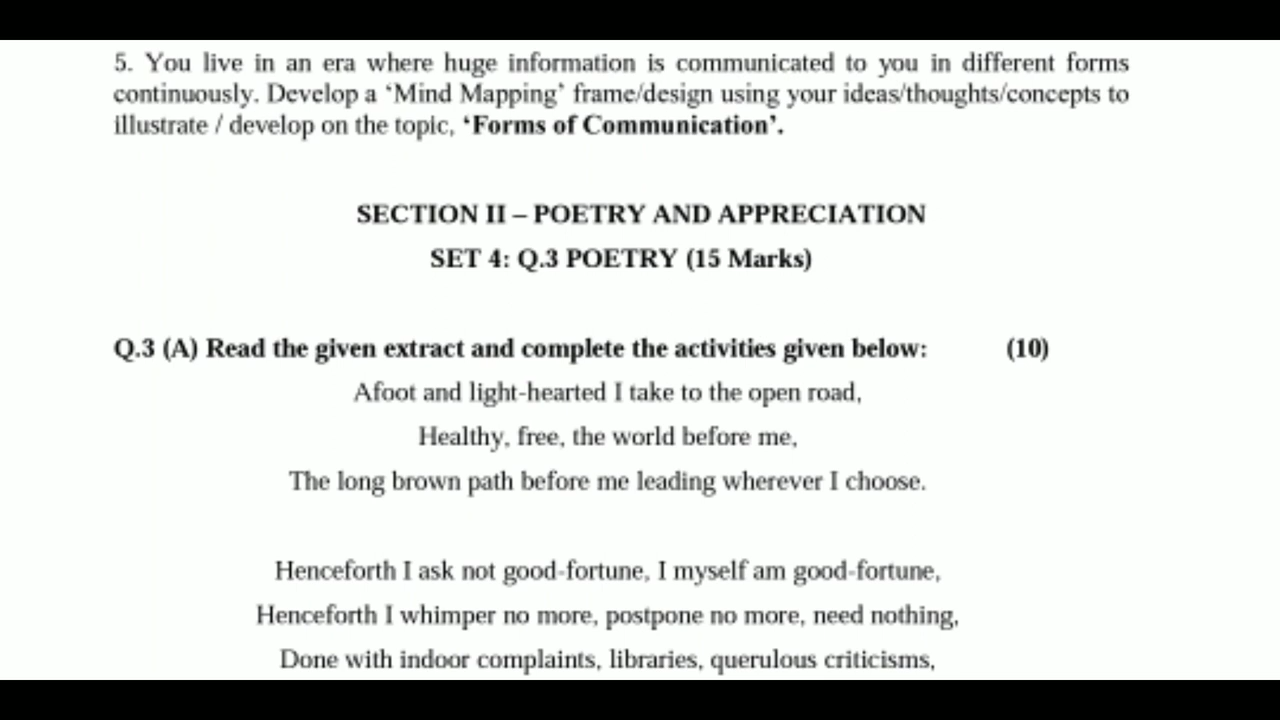 5. You live in an era where huge information is communicated to you in different forms
continuously. Develop a ‘Mind Mapping’ frame/design using your ideas/thoughts/concepts to
illustrate / develop on the topic, ‘Forms of Communication’.
SECTION II – POETRY AND APPRECIATION
SET 4: Q.3 POETRY (15 Marks)
Q.3 (A) Read the given extract and complete the activities given below: (10)
Afoot and light-hearted I take to the open road,
Healthy, free, the world before me,
The long brown path before me leading wherever I choose.
Henceforth I ask not good-fortune, I myself am good-fortune,
Henceforth I whimper no more, postpone no more, need nothing,
Done with indoor complaints, libraries, querulous criticisms,